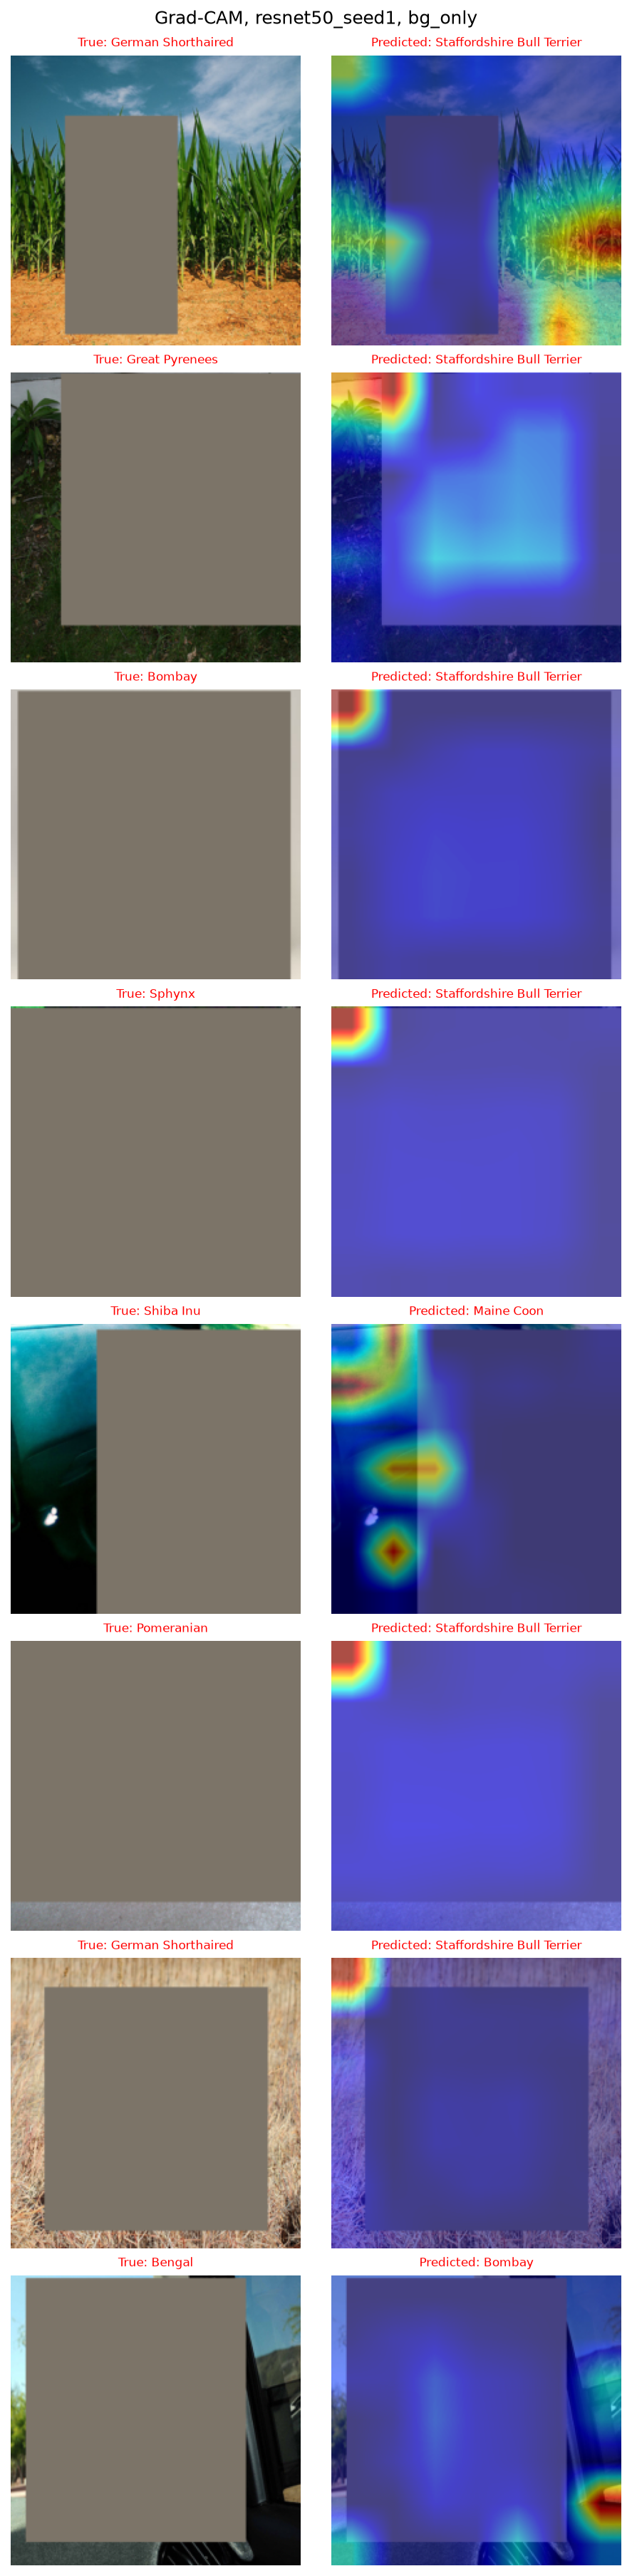 Grad-CAM, resnet50_seed1, bg_only
True: German Shorthaired
Predicted: Staffordshire Bull Terrier
True: Great Pyrenees
Predicted: Staffordshire Bull Terrier
True: Bombay
Predicted: Staffordshire Bull Terrier
True: Sphynx
Predicted: Staffordshire Bull Terrier
True: Shiba Inu
Predicted: Maine Coon
True: Pomeranian
Predicted: Staffordshire Bull Terrier
True: German Shorthaired
Predicted: Staffordshire Bull Terrier
True: Bengal
Predicted: Bombay